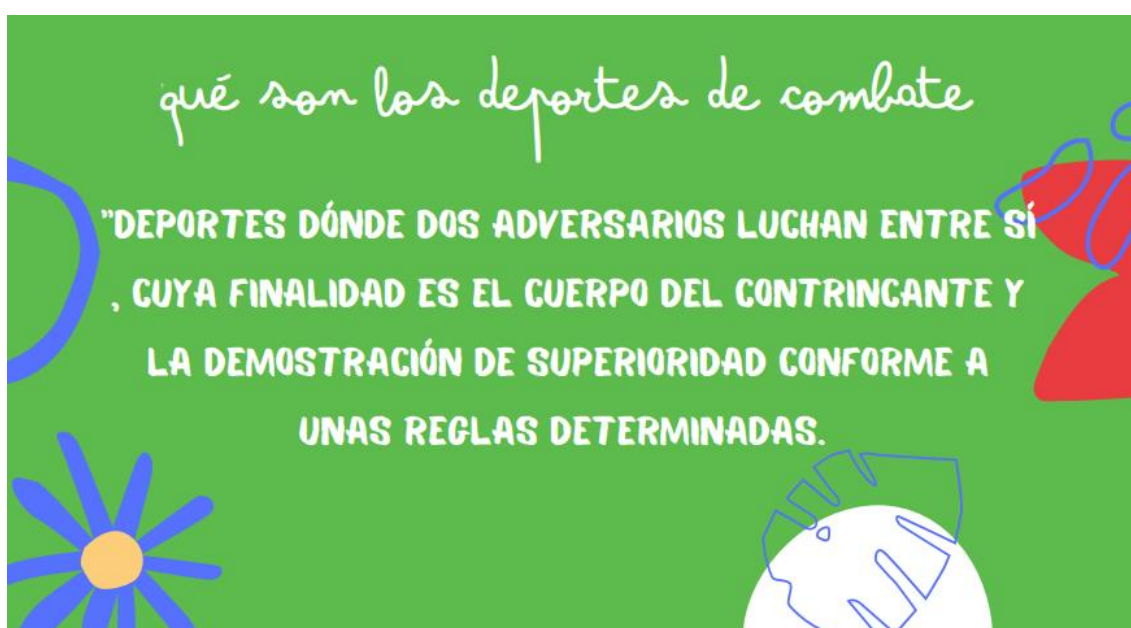 qué son los deportes de combate
"DEPORTES DÓNDE DOS ADVERSARIOS LUCHAN ENTRE SÍ
, CUYA FINALIDAD ES EL CUERPO DEL CONTRINCANTE Y
LA DEMOSTRACIÓN DE SUPERIORIDAD CONFORME A
UNAS REGLAS DETERMINADAS.